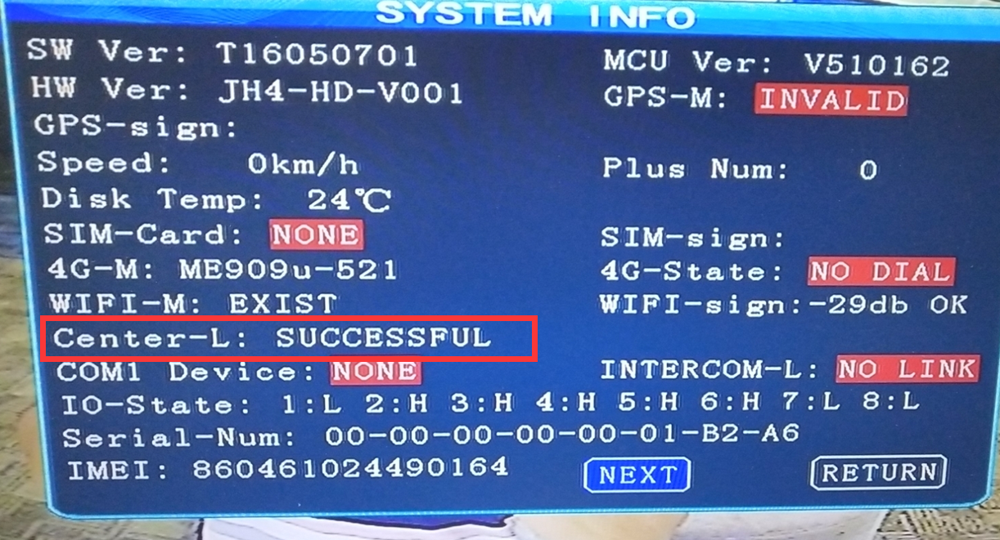 SYSTEM INFO
SW Ver: T16050701 MCU Ver: V510162
HW Ver: JH4-HD-V001 GPS-M: INVALID
GPS-sign:
Speed: 0km/h Plus Num: 0
Disk Temp: 24℃
SIM-Card: NONE SIM-sign:
4G-M: ME909u-521 4G-State: NO DIAL
WIFI-M: EXIST WIFI-sign:-29db OK
Center-L: SUCCESSFUL
COM1 Device: NONE INTERCOM-L: NO LINK
IO-State: 1:L 2:H 3:H 4:H 5:H 6:H 7:L 8:L
Serial-Num: 00-00-00-00-00-01-B2-A6
IMEI: 860461024490164 NEXT RETURN